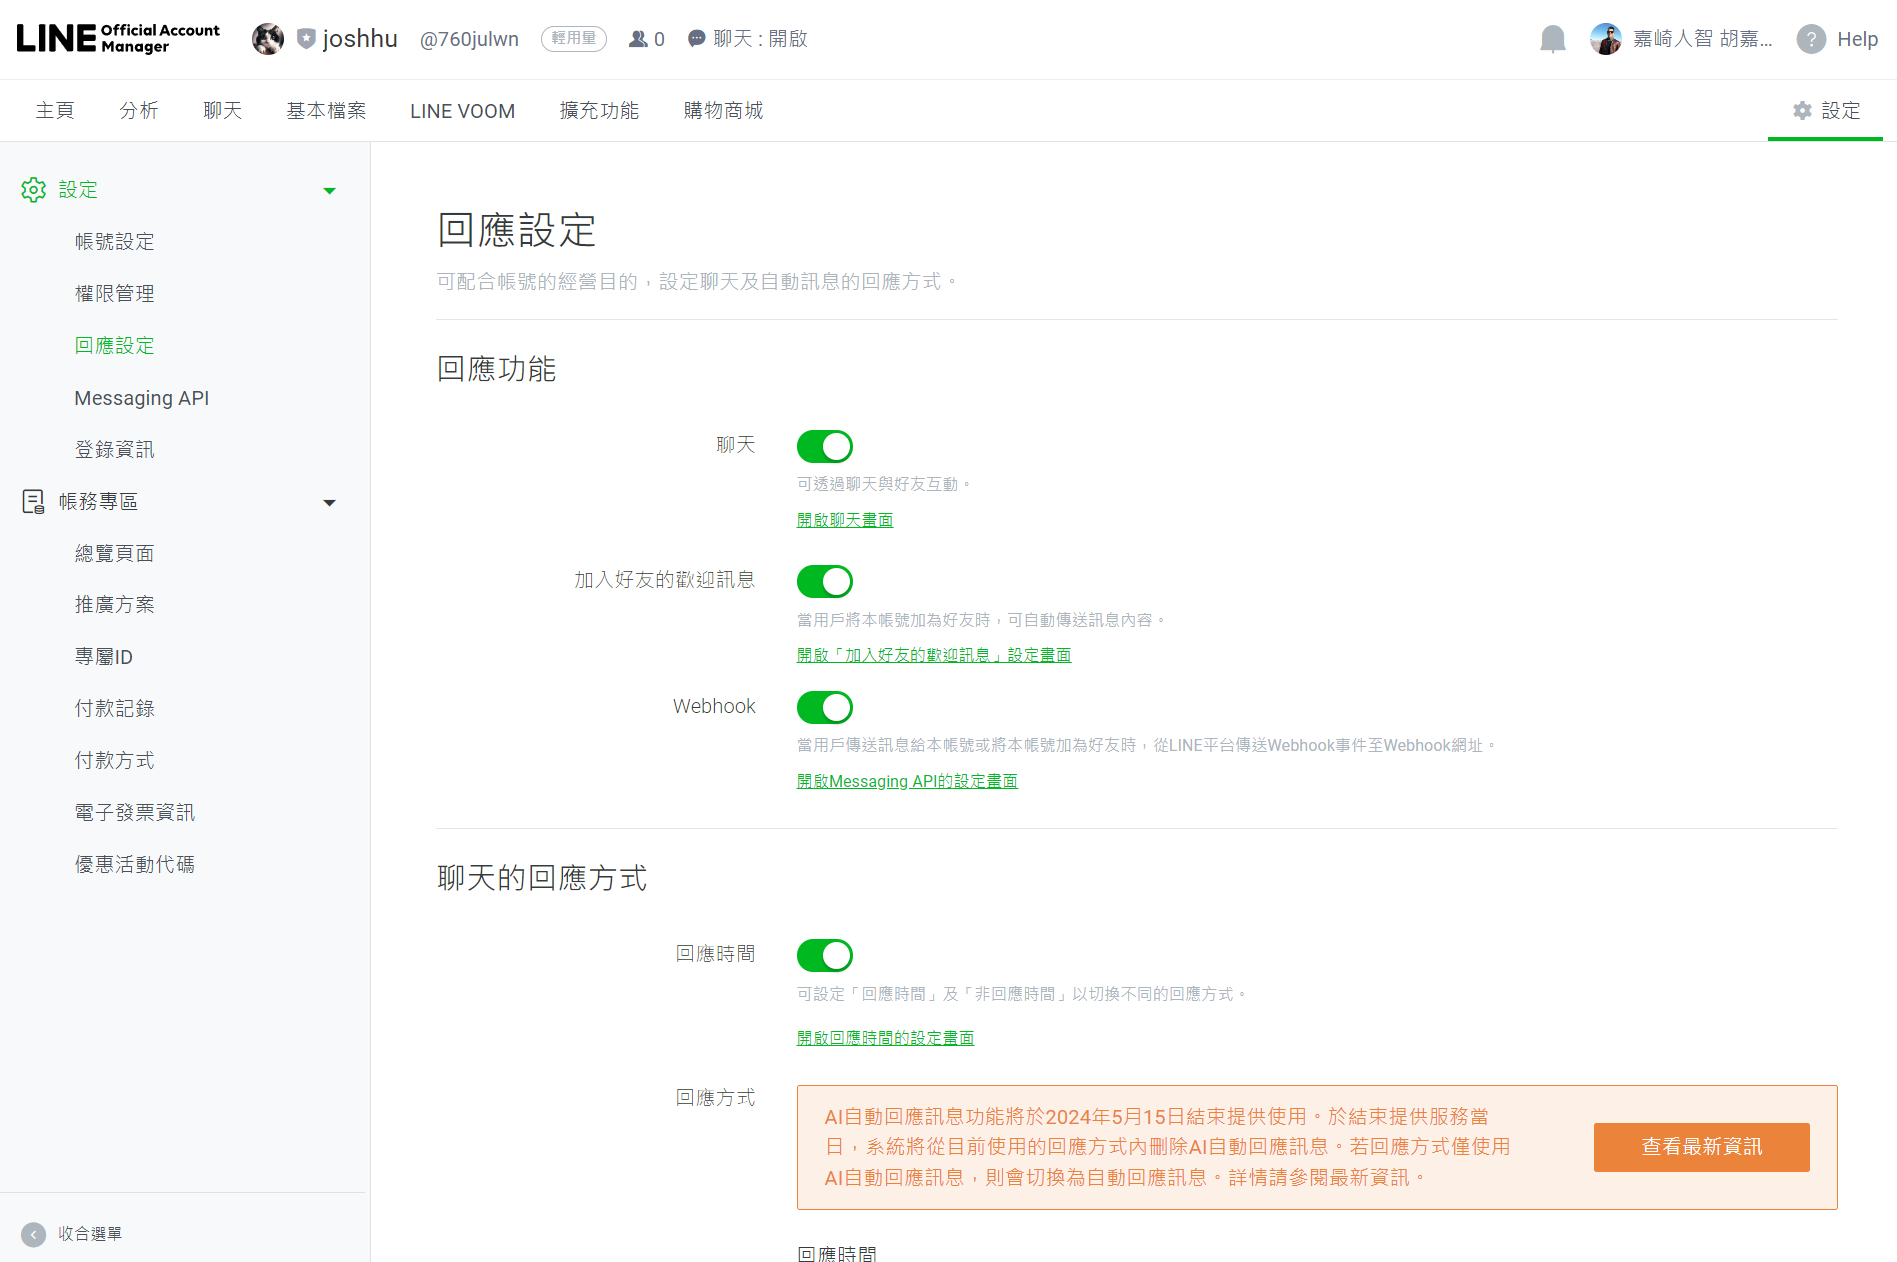 LINE Official Account Manager
joshhu
@760julwn
輕用量
0
聊天 : 開啟
嘉崎人智 胡嘉...
Help
主頁
分析
聊天
基本檔案
LINE VOOM
擴充功能
購物商城
設定
設定
帳號設定
權限管理
回應設定
Messaging API
登錄資訊
帳務專區
總覽頁面
推廣方案
專屬ID
付款記錄
付款方式
電子發票資訊
優惠活動代碼
收合選單
回應設定
可配合帳號的經營目的，設定聊天及自動訊息的回應方式。
回應功能
聊天
可透過聊天與好友互動。
開啟聊天畫面
加入好友的歡迎訊息
當用戶將本帳號加為好友時，可自動傳送訊息內容。
開啟「加入好友的歡迎訊息」設定畫面
Webhook
當用戶傳送訊息給本帳號或將本帳號加為好友時，從LINE平台傳送Webhook事件至Webhook網址。
開啟Messaging API的設定畫面
聊天的回應方式
回應時間
可設定「回應時間」及「非回應時間」以切換不同的回應方式。
開啟回應時間的設定畫面
回應方式
AI自動回應訊息功能將於2024年5月15日結束提供使用。於結束提供服務當
日，系統將從目前使用的回應方式內刪除AI自動回應訊息。若回應方式僅使用
AI自動回應訊息，則會切換為自動回應訊息。詳情請參閱最新資訊。
查看最新資訊
回應時間